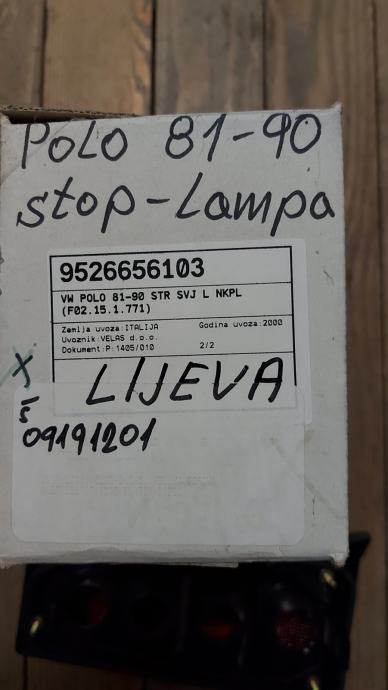 POLO 81-90
stop-Lampa
9526656103
VW POLO 81-90 STR SVJ L NKPL
(F02.15.1.771)
Zemlja uvoza:ITALIJA Godina uvoza:2000
Uvoznik:VELAS d.o.o.
Dokument:P:1405/010 2/2
X
LIJEVA
š
09191201